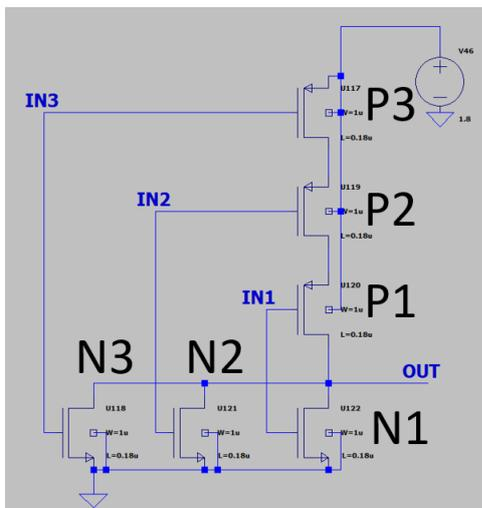 V46
U117
IN3
P3
W=1u
1.8
L=0.18u
U119
IN2
P2
W=1u
L=0.18u
U120
IN1
P1
W=1u
L=0.18u
N3
N2
OUT
U118
U121
U122
N1
W=1u
W=1u
W=1u
L=0.18u
L=0.18u
L=0.18u